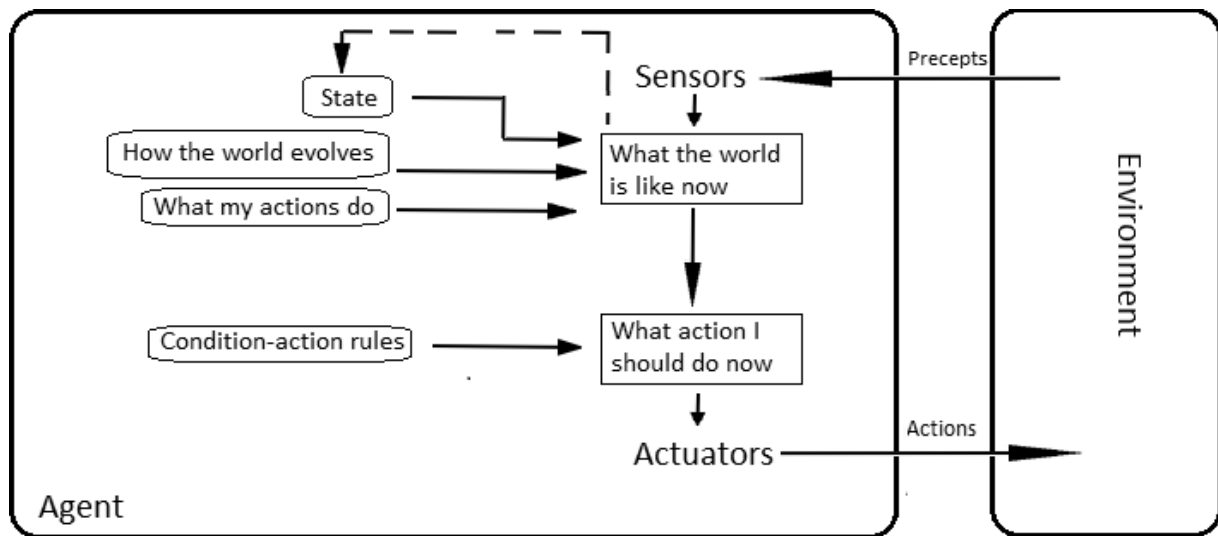 Precepts
Sensors
State
How the world evolves
What the world
is like now
What my actions do
Environment
Condition-action rules
What action I
should do now
Actions
Actuators
Agent